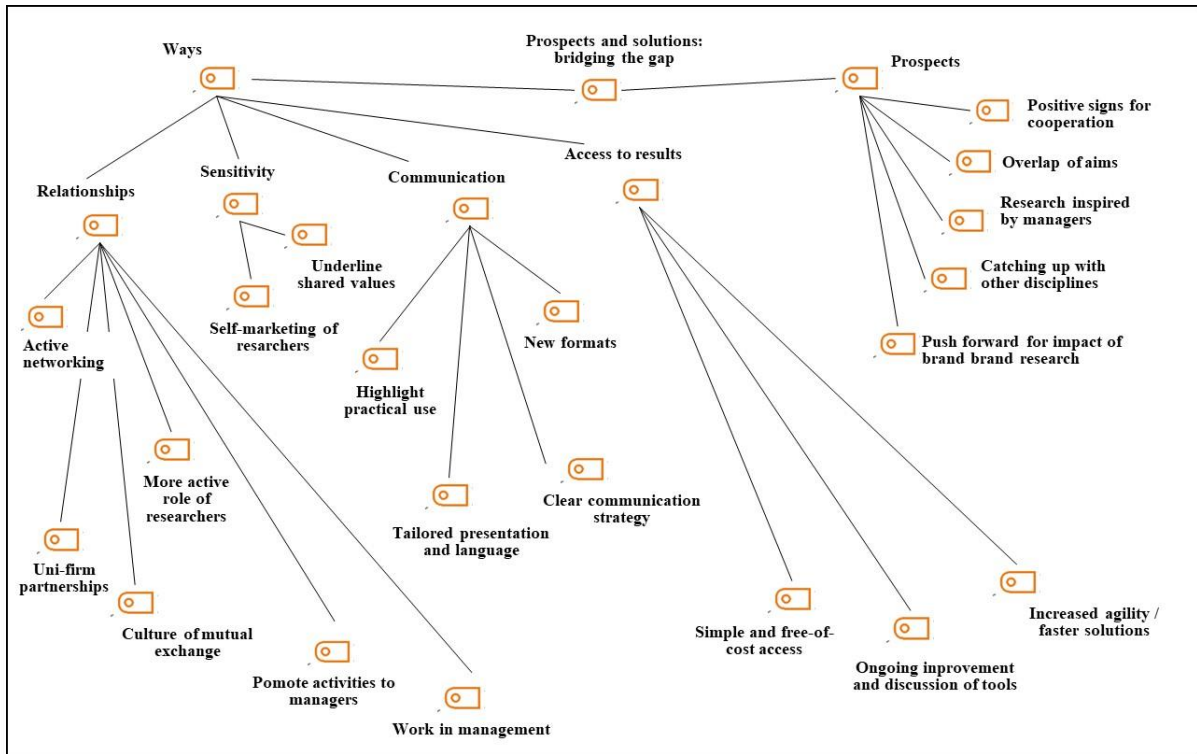 Prospects and solutions:
bridging the gap
Ways
Prospects
Positive signs for
cooperation
Overlap of aims
Research inspired
by managers
Catching up with
other disciplines
Push forward for impact of
brand brand research
Relationships
Sensitivity
Communication
Access to results
Underline
shared values
Self-marketing of
resarchers
Active
networking
New formats
Highlight
practical use
More active
role of
researchers
Clear communication
strategy
Tailored presentation
and language
Uni-firm
partnerships
Culture of mutual
exchange
Pomote activities to
managers
Work in management
Simple and free-of-
cost access
Ongoing inprovement
and discussion of tools
Increased agility /
faster solutions